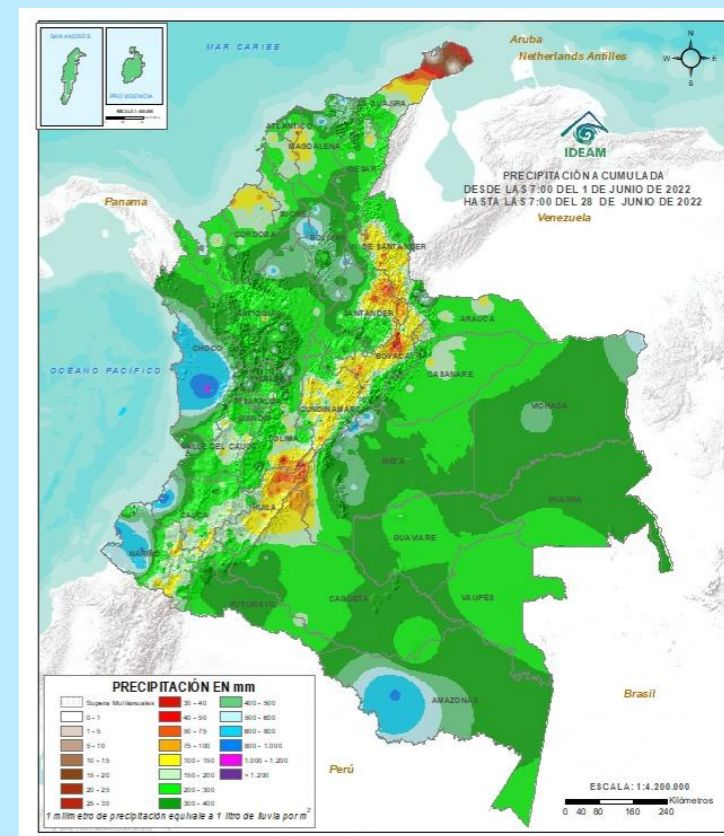 SAN ANDRÉS
PROVIDENCIA
MAR CARIBE
Aruba
Netherlands Antilles
N
W
E
S
IDEAM
PRECIPITACIÓN ACUMULADA
DESDE LAS 7:00 DEL 1 DE JUNIO DE 2022
HASTA LAS 7:00 DEL 28 DE JUNIO DE 2022
Venezuela
Panama
LA GUAJIRA
ATLANTICO
MAGDALENA
CESAR
SUCRE
CORDOBA
BOLIVAR
DE SANTANDER
ANTIOQUIA
SANTANDER
ARAUCA
OCÉANO PACÍFICO
CHOCO
BOYACA
CASANARE
CUNDINAMARCA
VICHADA
RISARALDA
QUINDIO
TOLIMA
VALLE DEL CAUCA
META
GUAINIA
HUILA
CAUCA
GUAVIARE
NARIÑO
VAUPES
CAQUETA
PUTUMAYO
AMAZONAS
Brasil
Perú
PRECIPITACIÓN EN mm
Supera Multianuales
30 - 40
400 - 500
0 - 1
40 - 50
500 - 600
1 - 5
50 - 75
600 - 800
5 - 10
75 - 100
800 - 1.000
10 - 15
100 - 150
1.000 - 1.200
15 - 20
150 - 200
> 1.200
20 - 25
200 - 300
25 - 30
300 - 400
1 milímetro de precipitación equivale a 1 litro de lluvia por m²
ESCALA: 1:4.200.000
Kilómetros
0 40 80 160 240